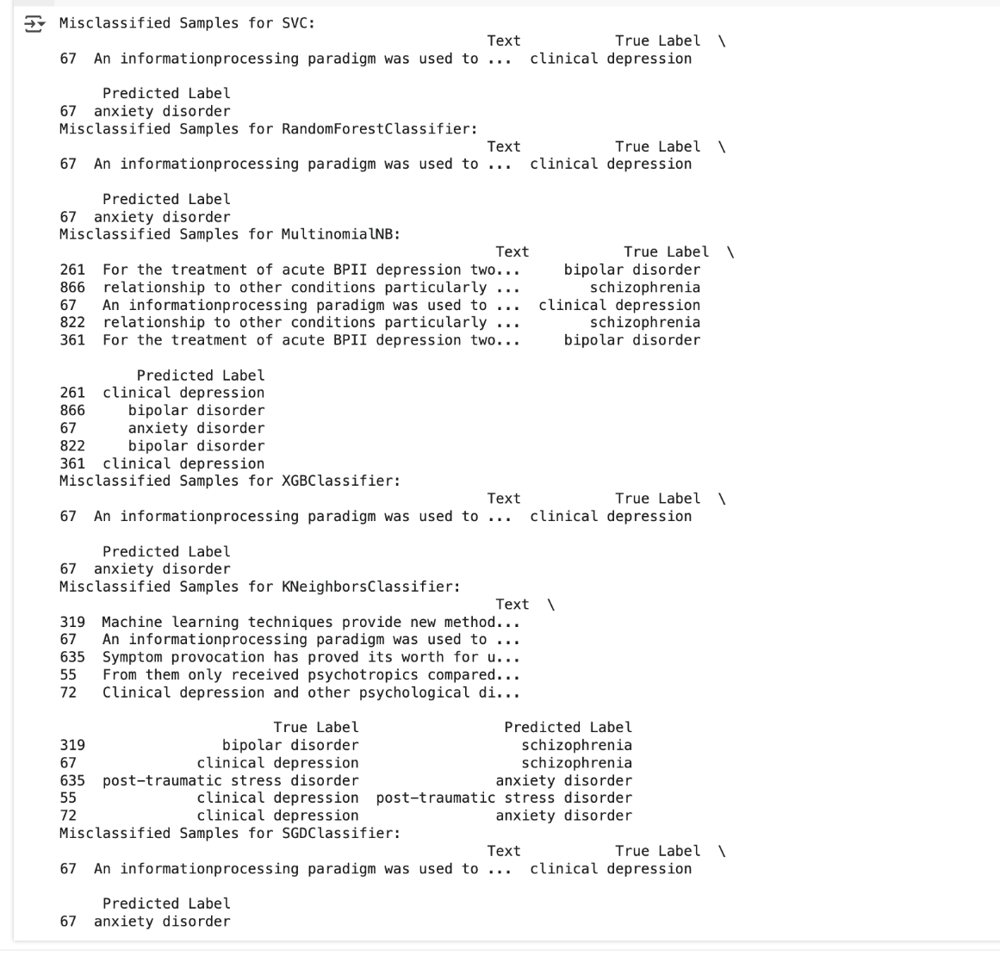 Misclassified Samples for SVC:
Text True Label \
67 An informationprocessing paradigm was used to ... clinical depression
Predicted Label
67 anxiety disorder
Misclassified Samples for RandomForestClassifier:
Text True Label \
67 An informationprocessing paradigm was used to ... clinical depression
Predicted Label
67 anxiety disorder
Misclassified Samples for MultinomialNB:
Text True Label \
261 For the treatment of acute BPII depression two... bipolar disorder
866 relationship to other conditions particularly ... schizophrenia
67 An informationprocessing paradigm was used to ... clinical depression
822 relationship to other conditions particularly ... schizophrenia
361 For the treatment of acute BPII depression two... bipolar disorder
Predicted Label
261 clinical depression
866 bipolar disorder
67 anxiety disorder
822 bipolar disorder
361 clinical depression
Misclassified Samples for XGBClassifier:
Text True Label \
67 An informationprocessing paradigm was used to ... clinical depression
Predicted Label
67 anxiety disorder
Misclassified Samples for KNeighborsClassifier:
Text \
319 Machine learning techniques provide new method...
67 An informationprocessing paradigm was used to ...
635 Symptom provocation has proved its worth for u...
55 From them only received psychotropics compared...
72 Clinical depression and other psychological di...
True Label Predicted Label
319 bipolar disorder schizophrenia
67 clinical depression schizophrenia
635 post-traumatic stress disorder anxiety disorder
55 clinical depression post-traumatic stress disorder
72 clinical depression anxiety disorder
Misclassified Samples for SGDClassifier:
Text True Label \
67 An informationprocessing paradigm was used to ... clinical depression
Predicted Label
67 anxiety disorder